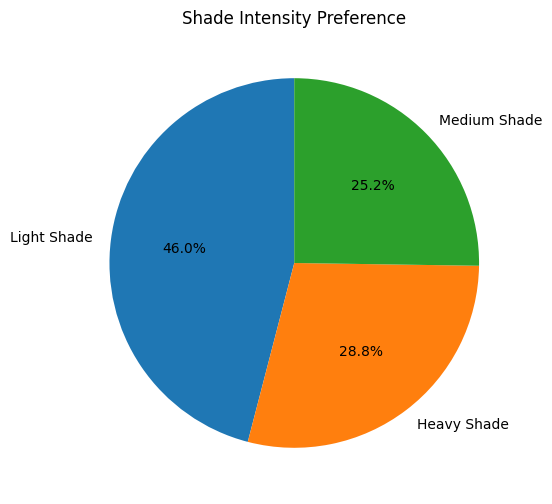 Shade Intensity Preference
Medium Shade
25.2%
Light Shade
46.0%
28.8%
Heavy Shade